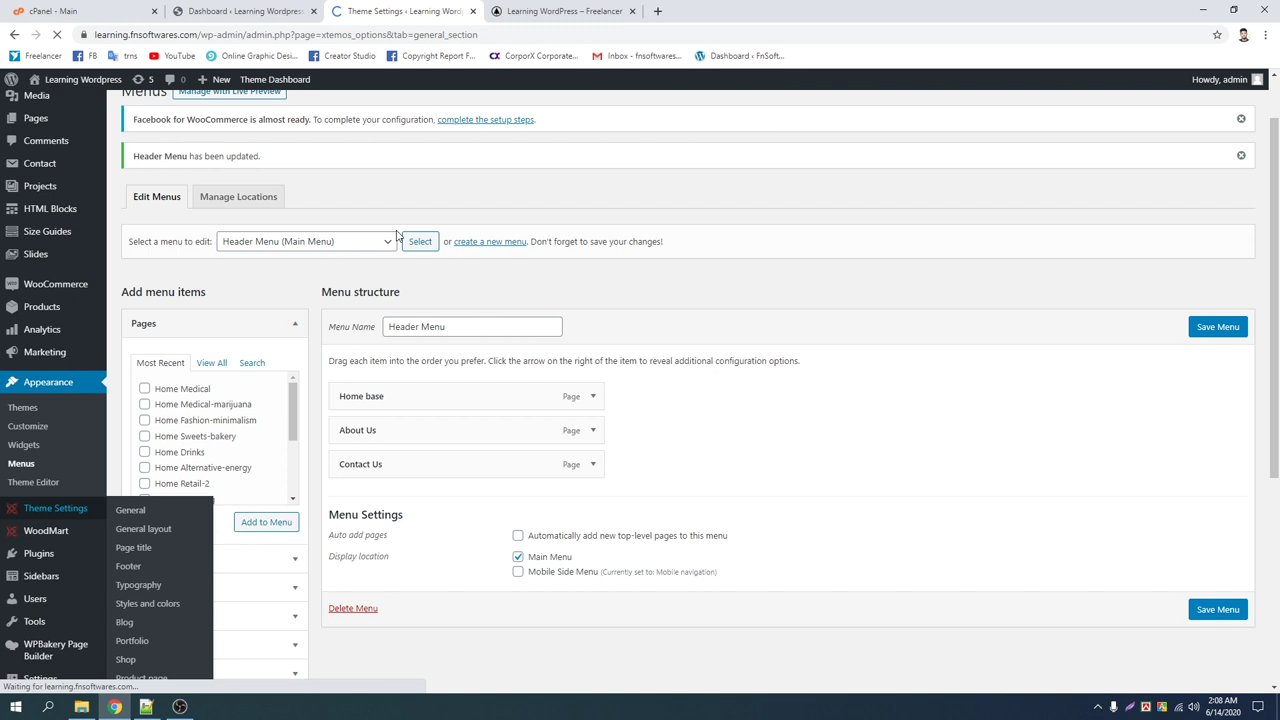 cPanel - Main
Dashboard ‹ Learning Wordpress
Theme Settings ‹ Learning WordP
Learning WordPress – Freelancer
learning.fnsoftwares.com/wp-admin/admin.php?page=xtemos_options&tab=general_section
Freelancer
FB
trns
YouTube
Online Graphic Desi...
Creator Studio
Copyright Report F...
CorporX Corporate...
Inbox - fnsoftwares...
Dashboard ‹ FnSoft...
Learning Wordpress
5
0
New
Theme Dashboard
Howdy, admin
Media
Pages
Comments
Contact
Projects
HTML Blocks
Size Guides
Slides
WooCommerce
Products
Analytics
Marketing
Appearance
Themes
Customize
Widgets
Menus
Theme Editor
Theme Settings
WoodMart
Plugins
Sidebars
Users
Tools
WPBakery Page
Builder
Settings
General
General layout
Page title
Footer
Typography
Styles and colors
Blog
Portfolio
Shop
Product page
Menus
Manage with Live Preview
Facebook for WooCommerce is almost ready. To complete your configuration, complete the setup steps.
Header Menu has been updated.
Edit Menus
Manage Locations
Select a menu to edit:
Header Menu (Main Menu)
Select
or create a new menu. Don't forget to save your changes!
Add menu items
Pages
Most Recent
View All
Search
Home Medical
Home Medical-marijuana
Home Fashion-minimalism
Home Sweets-bakery
Home Drinks
Home Alternative-energy
Home Retail-2
Add to Menu
Menu structure
Menu Name
Header Menu
Save Menu
Drag each item into the order you prefer. Click the arrow on the right of the item to reveal additional configuration options.
Home base
Page
About Us
Page
Contact Us
Page
Menu Settings
Auto add pages
Automatically add new top-level pages to this menu
Display location
Main Menu
Mobile Side Menu (Currently set to: Mobile navigation)
Delete Menu
Save Menu
Waiting for learning.fnsoftwares.com...
2:08 AM
6/14/2020